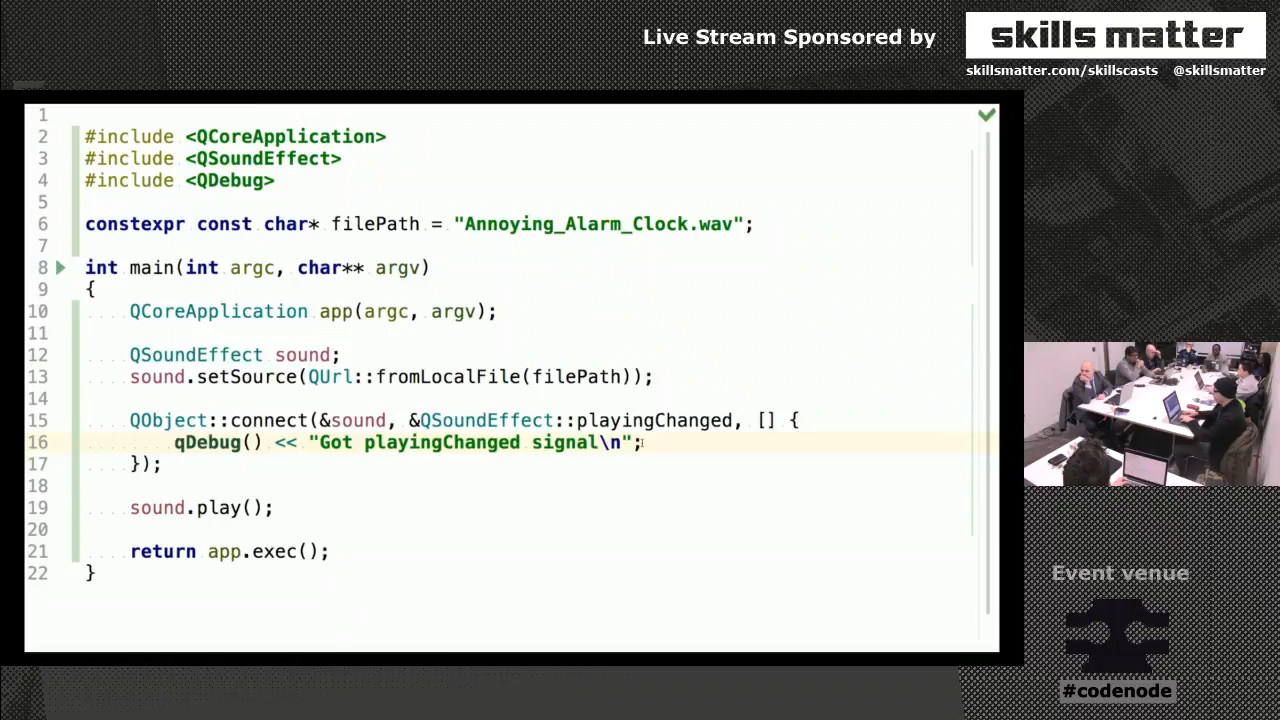 Live Stream Sponsored by
skills matter
skillsmatter.com/skillscasts @skillsmatter
1
2 #include <QCoreApplication>
3 #include <QSoundEffect>
4 #include <QDebug>
5
6 constexpr const char* filePath = "Annoying_Alarm_Clock.wav";
7
8 int main(int argc, char** argv)
9 {
10 QCoreApplication app(argc, argv);
11
12 QSoundEffect sound;
13 sound.setSource(QUrl::fromLocalFile(filePath));
14
15 QObject::connect(&sound, &QSoundEffect::playingChanged, [] {
16 qDebug() << "Got playingChanged signal\n";
17 });
18
19 sound.play();
20
21 return app.exec();
22 }
Event venue
#codenode